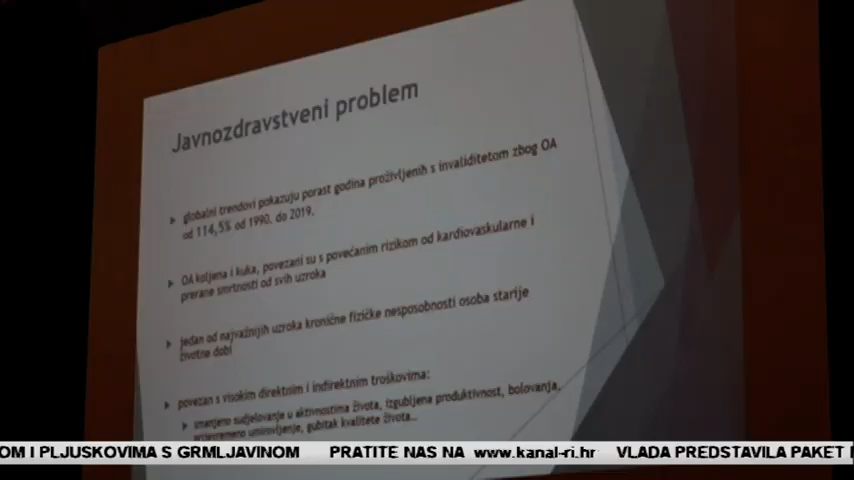 Javnozdravstveni problem
globalni trendovi pokazuju porast godina proživljenih s invaliditetom zbog OA
od 114,5% od 1990. do 2019.
OA koljena i kuka, povezani su s povećanim rizikom od kardiovaskularne i
prerane smrtnosti od svih uzroka
jedan od najvažnijih uzroka kronične fizičke nesposobnosti osoba starije
životne dobi
povezan s visokim direktnim i indirektnim troškovima:
smanjeno sudjelovanje u aktivnostima života, izgubljena produktivnost, bolovanja,
prijevremeno umirovljenje, gubitak kvalitete života...
OM I PLJUSKOVIMA S GRMLJAVINOM PRATITE NAS NA www.kanal-ri.hr VLADA PREDSTAVILA PAKET